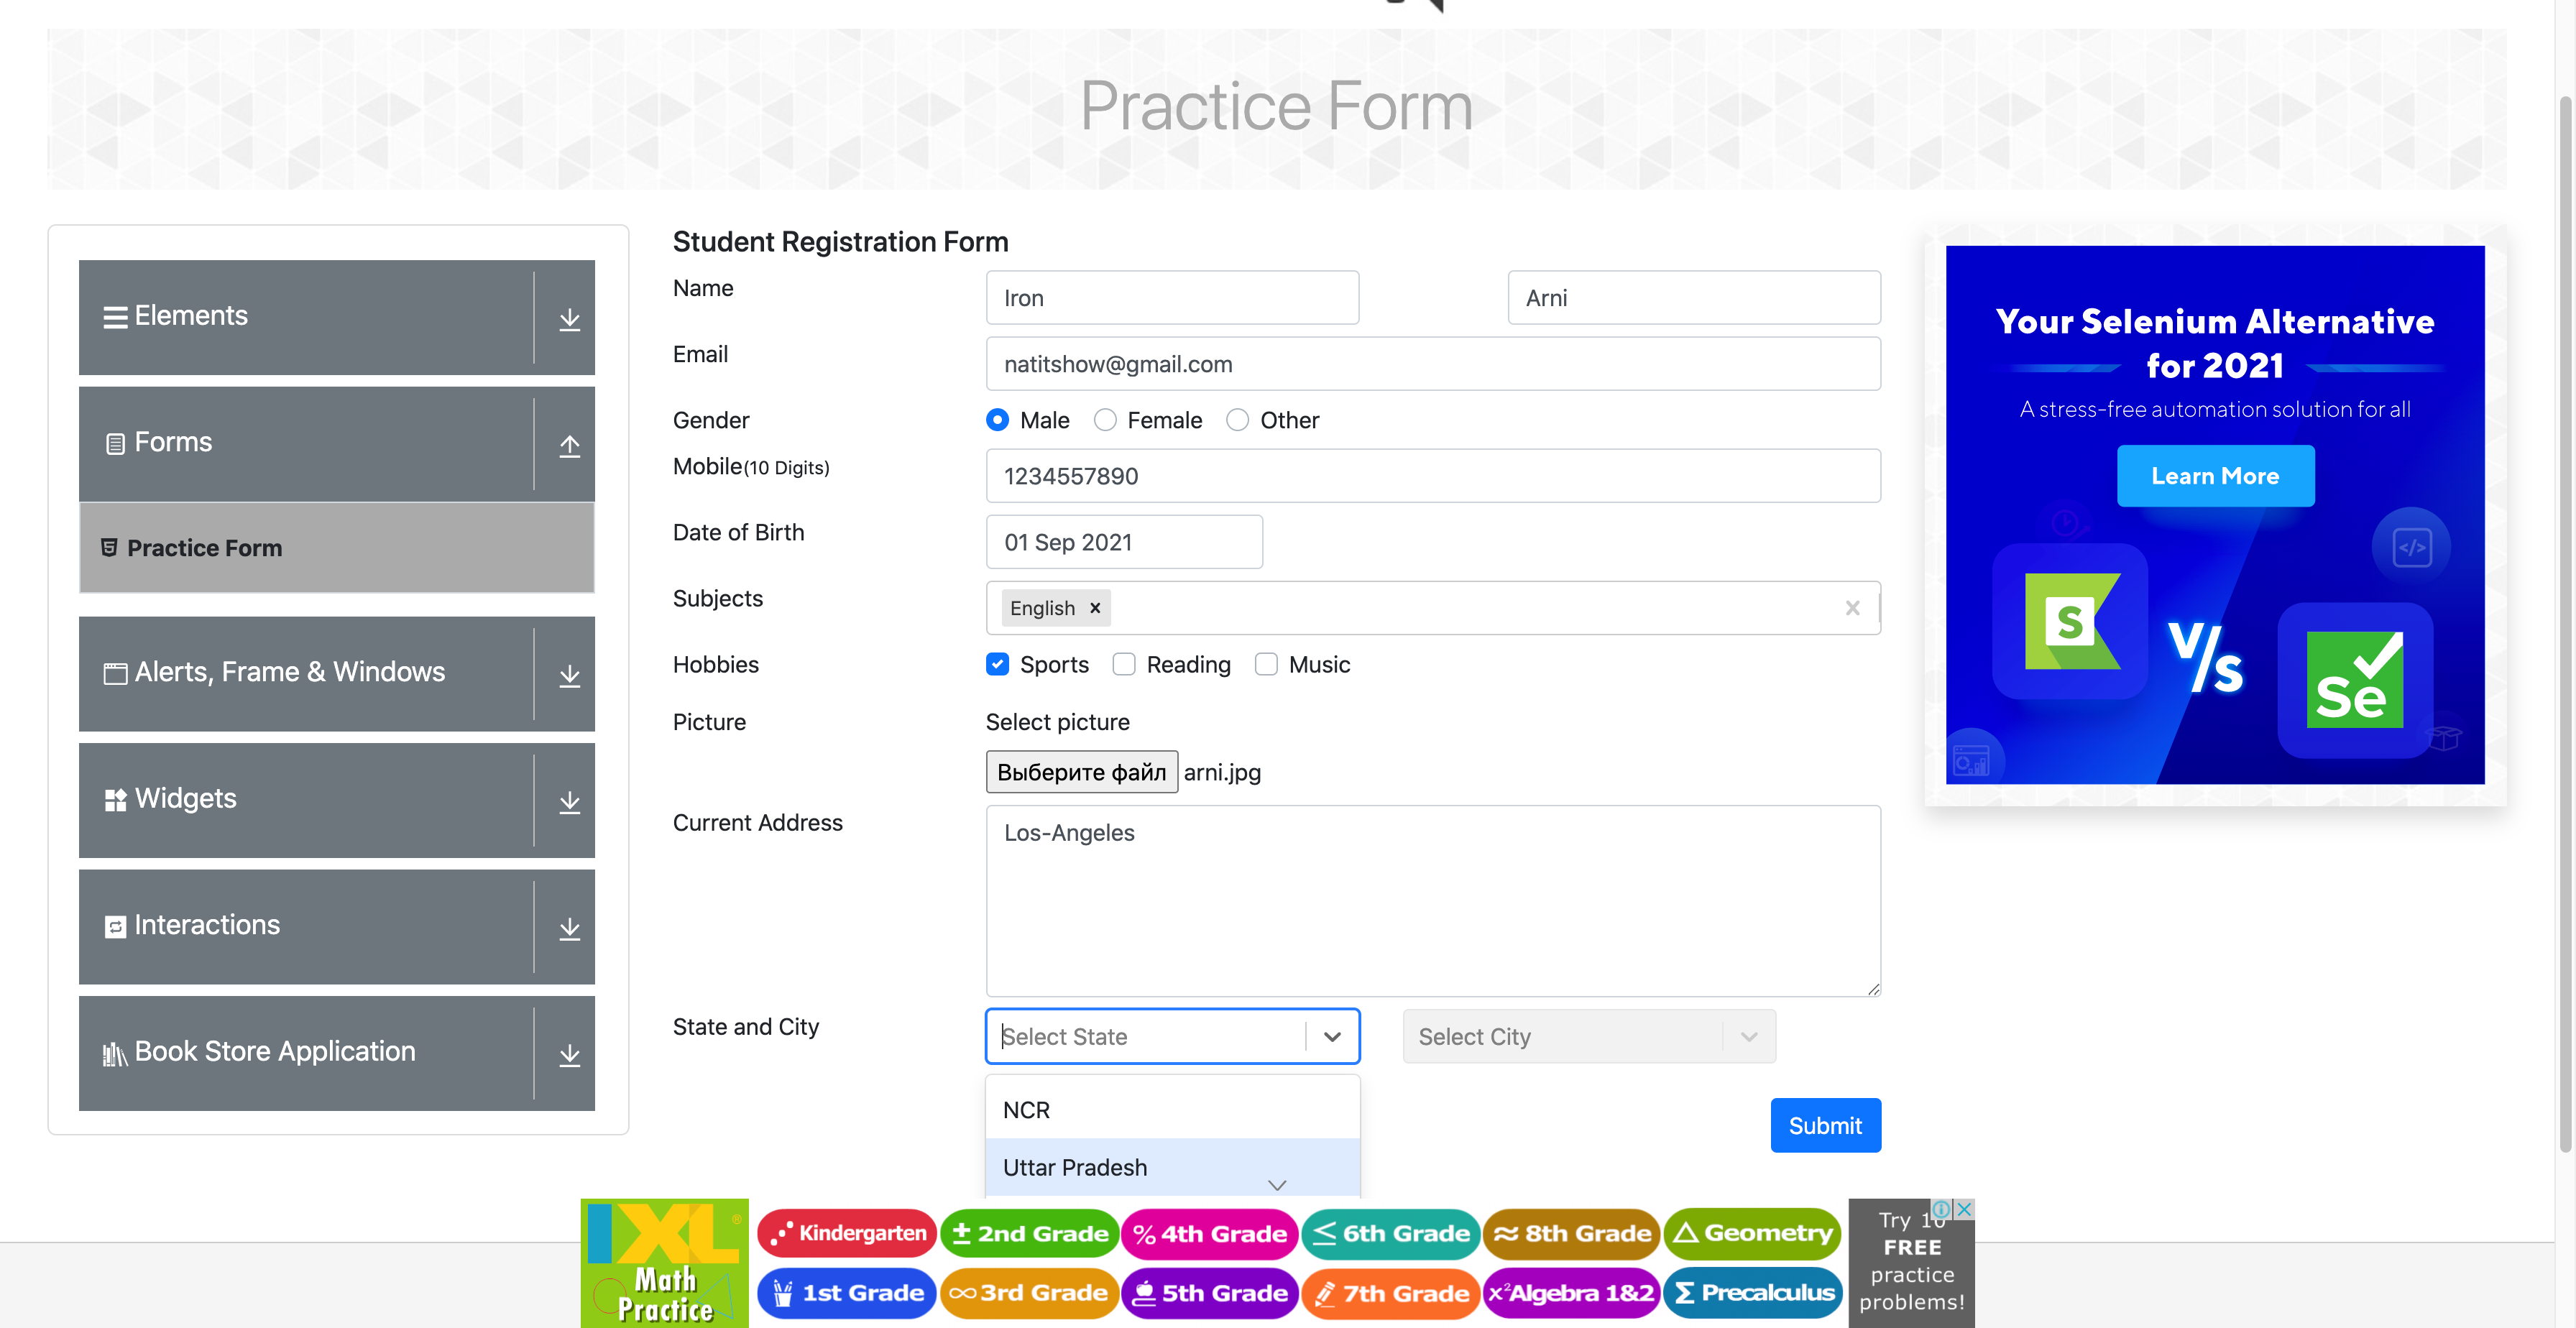 Practice Form
Elements
Forms
Practice Form
Alerts, Frame & Windows
Widgets
Interactions
Book Store Application
Student Registration Form
Name
Iron
Arni
Email
natitshow@gmail.com
Gender
Male
Female
Other
Mobile(10 Digits)
1234557890
Date of Birth
01 Sep 2021
Subjects
English
Hobbies
Sports
Reading
Music
Picture
Select picture
Выберите файл arni.jpg
Current Address
Los-Angeles
State and City
Select State
Select City
NCR
Uttar Pradesh
Submit
Your Selenium Alternative
for 2021
A stress-free automation solution for all
Learn More
</>
S
V/s
Se
IXL®
Math
Practice
Kindergarten
± 2nd Grade
% 4th Grade
≤ 6th Grade
≈ 8th Grade
△ Geometry
1st Grade
∞ 3rd Grade
5th Grade
7th Grade
x² Algebra 1&2
Σ Precalculus
Try 10
FREE
practice
problems!